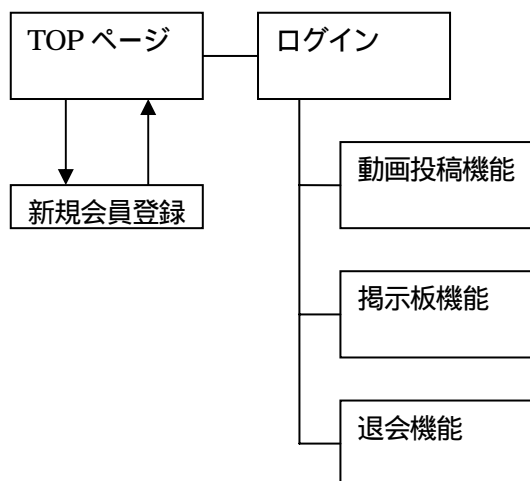 TOP ページ
ログイン
新規会員登録
動画投稿機能
掲示板機能
退会機能